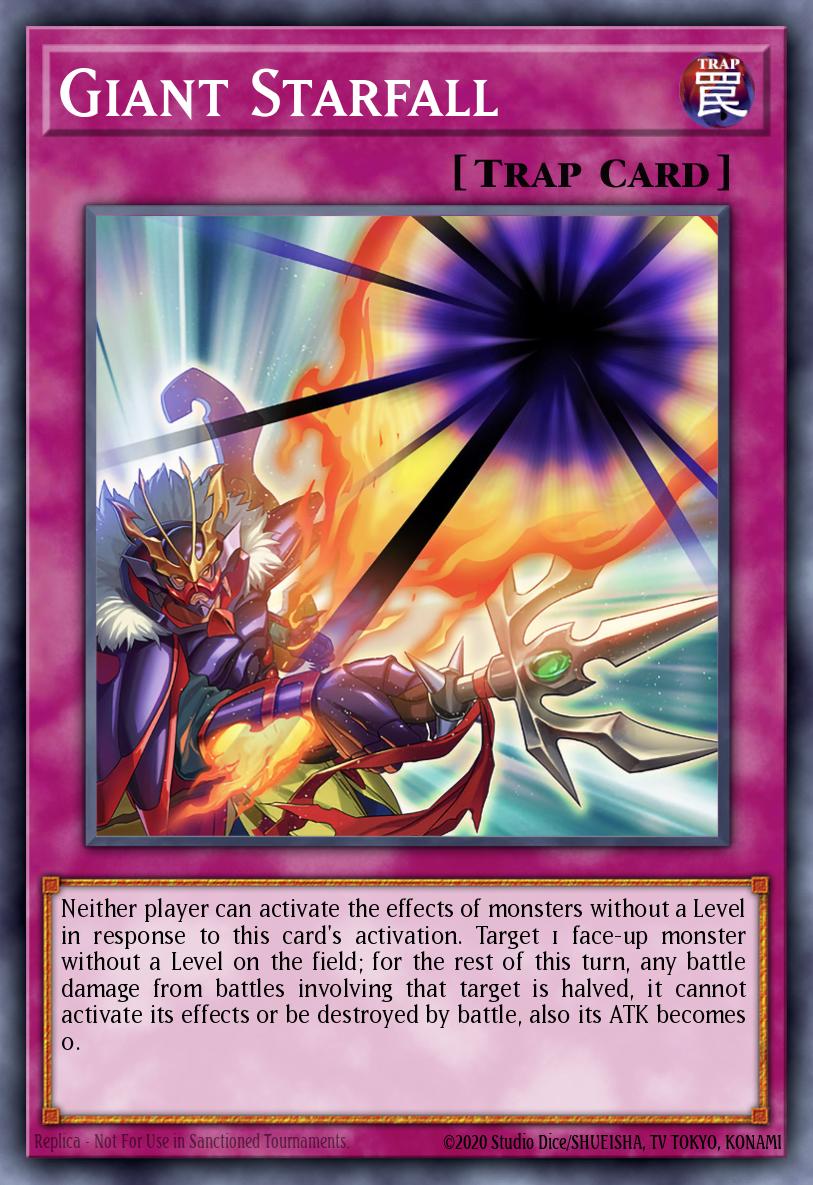 Giant Starfall
TRAP
罠
[Trap Card]
Neither player can activate the effects of monsters without a Level
in response to this card's activation. Target 1 face-up monster
without a Level on the field; for the rest of this turn, any battle
damage from battles involving that target is halved, it cannot
activate its effects or be destroyed by battle, also its ATK becomes
0.
Replica - Not For Use in Sanctioned Tournaments.
©2020 Studio Dice/SHUEISHA, TV TOKYO, KONAMI